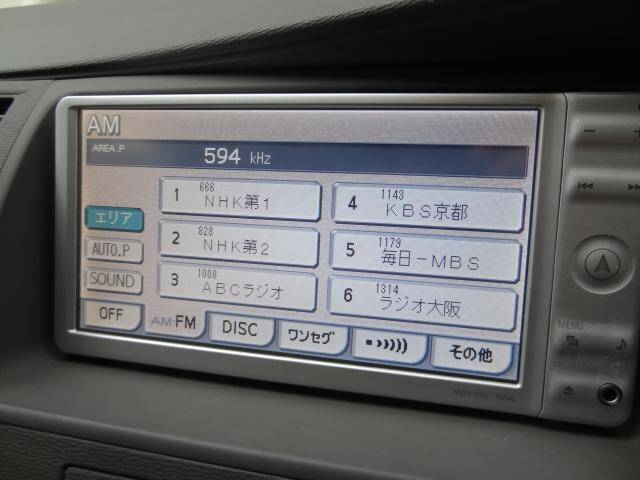 AM
AREA.P
594 kHz
1 666 NHK第1
2 828 NHK第2
3 1008 ABCラジオ
4 1143 KBS京都
5 1179 毎日-MBS
6 1314 ラジオ大阪
エリア
AUTO.P
SOUND
OFF
AM･FM
DISC
ワンセグ
その他
MENU